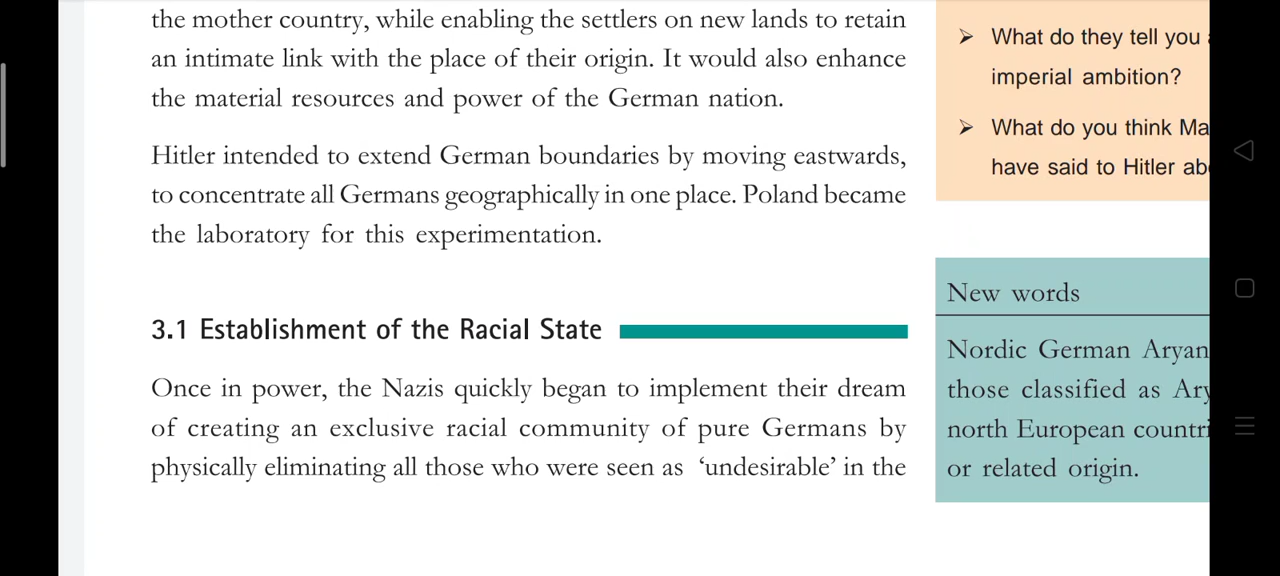 the mother country, while enabling the settlers on new lands to retain
an intimate link with the place of their origin. It would also enhance
the material resources and power of the German nation.
Hitler intended to extend German boundaries by moving eastwards,
to concentrate all Germans geographically in one place. Poland became
the laboratory for this experimentation.
3.1 Establishment of the Racial State
Once in power, the Nazis quickly began to implement their dream
of creating an exclusive racial community of pure Germans by
physically eliminating all those who were seen as ‘undesirable’ in the
➢ What do they tell you
imperial ambition?
➢ What do you think
have said to Hitler
New words
Nordic German Aryan
those classified as
north European
or related origin.